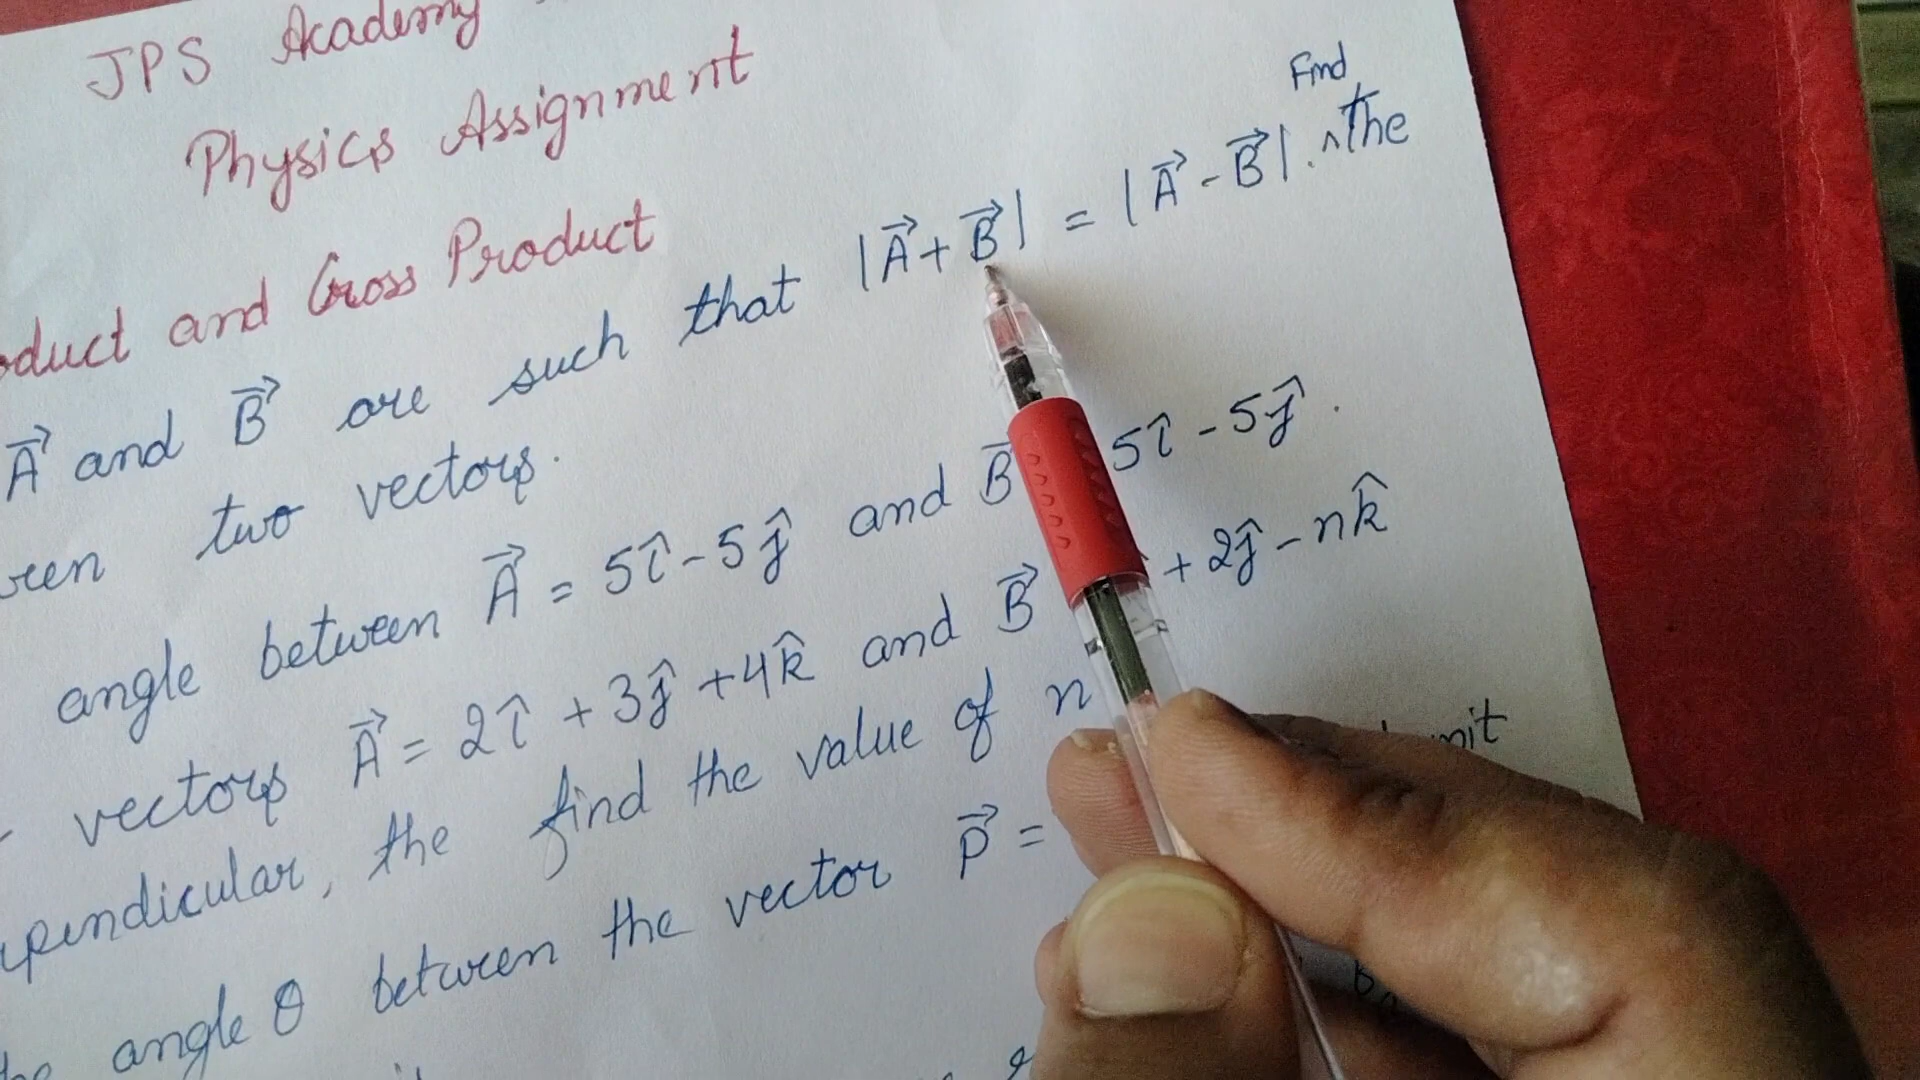 JPS Academy
Physics Assignment
oduct and Cross Product
A⃗ and B⃗ are such that |A⃗ + B⃗| = |A⃗ - B⃗|. ^ Find The
ween two vectors.
angle between A⃗ = 5î - 5ĵ and B⃗ 5î - 5ĵ.
vectors A⃗ = 2î + 3ĵ + 4k̂ and B⃗ + 2ĵ - nk̂
pendicular, the find the value of n
angle θ between the vector P⃗ =